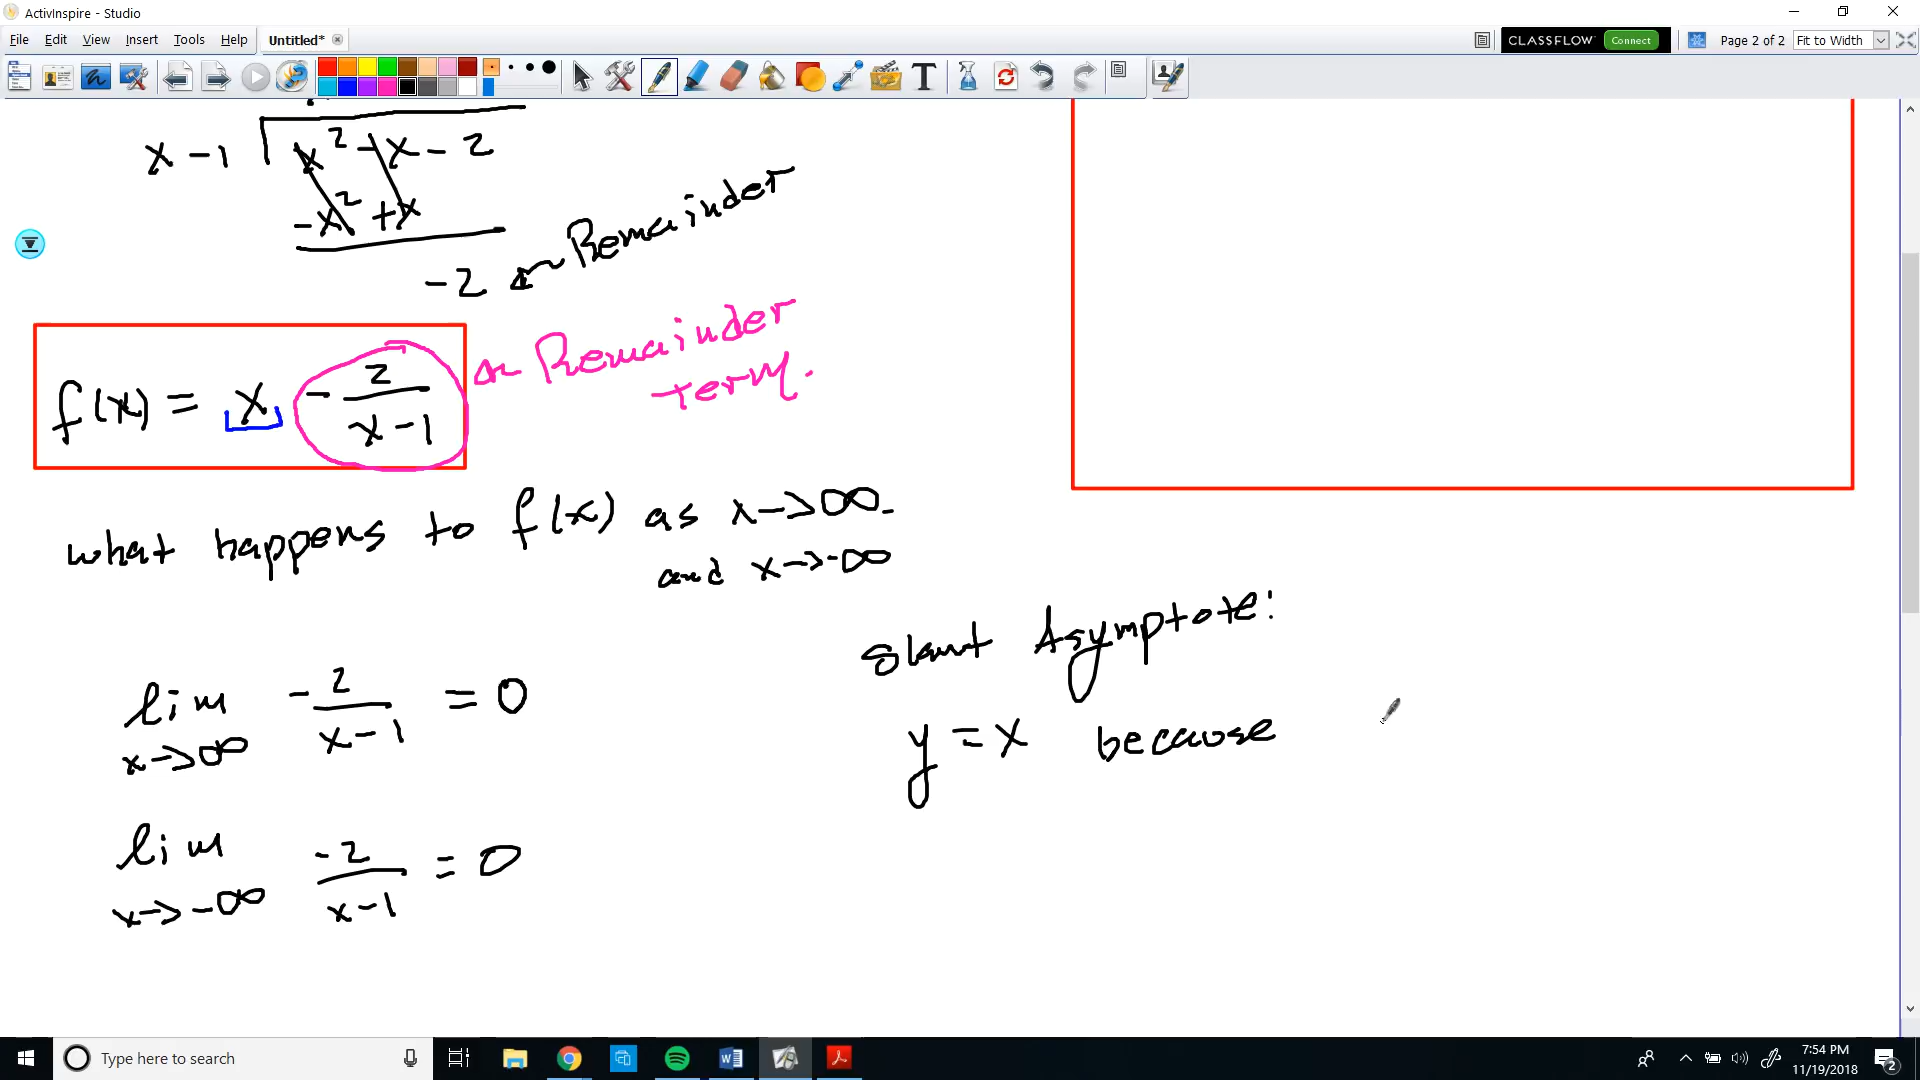 ActivInspire - Studio
File Edit View Insert Tools Help Untitled*
CLASSFLOW Connect Page 2 of 2 Fit to Width
x - 1 x² - x - 2
-x² + x
-2 Remainder
f(x) = x - 2/(x - 1) Remainder
term.
what happens to f(x) as x → ∞.
and x → -∞
Slant Asymptote:
lim x → ∞ - 2/(x - 1) = 0
y = x because
lim x → -∞ -2/(x - 1) = 0
Type here to search
7:54 PM
11/19/2018
2